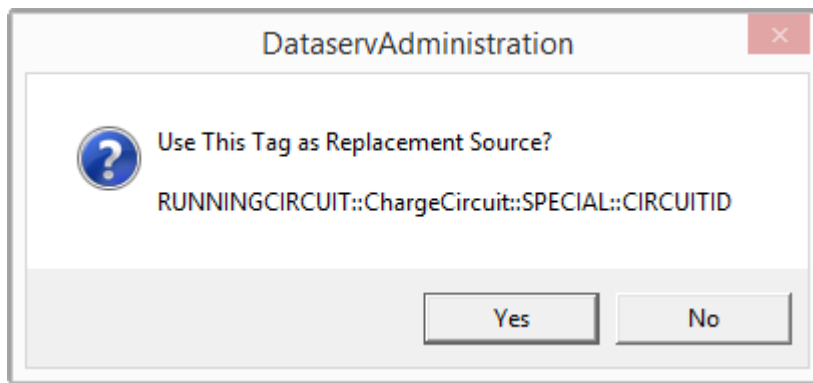 DataservAdministration
Use This Tag as Replacement Source?
RUNNINGCIRCUIT::ChargeCircuit::SPECIAL::CIRCUITID
Yes
No